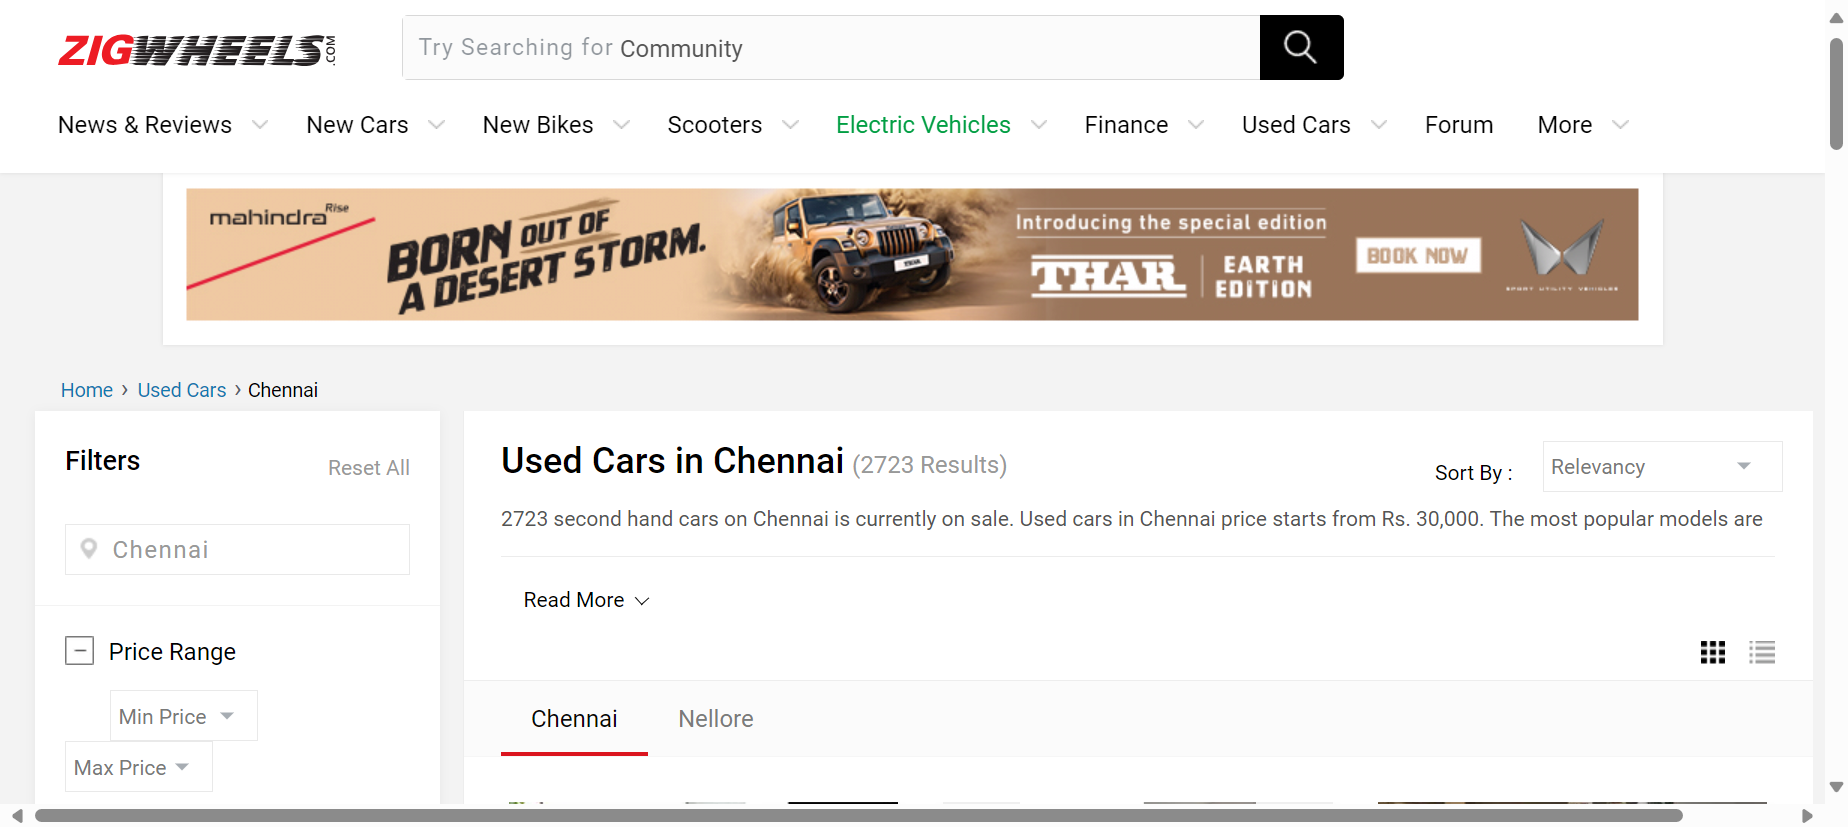 ZIGWHEELS.COM
Try Searching for Community
News & Reviews New Cars New Bikes Scooters Electric Vehicles Finance Used Cars Forum More
mahindra Rise
BORN OUT OF
A DESERT STORM.
THAR
Introducing the special edition
THAR EARTH
EDITION
BOOK NOW
SPORT UTILITY VEHICLES
Home › Used Cars › Chennai
Filters
Reset All
Chennai
Price Range
Min Price
Max Price
Used Cars in Chennai (2723 Results)
Sort By :
Relevancy
2723 second hand cars on Chennai is currently on sale. Used cars in Chennai price starts from Rs. 30,000. The most popular models are
Read More
Chennai Nellore